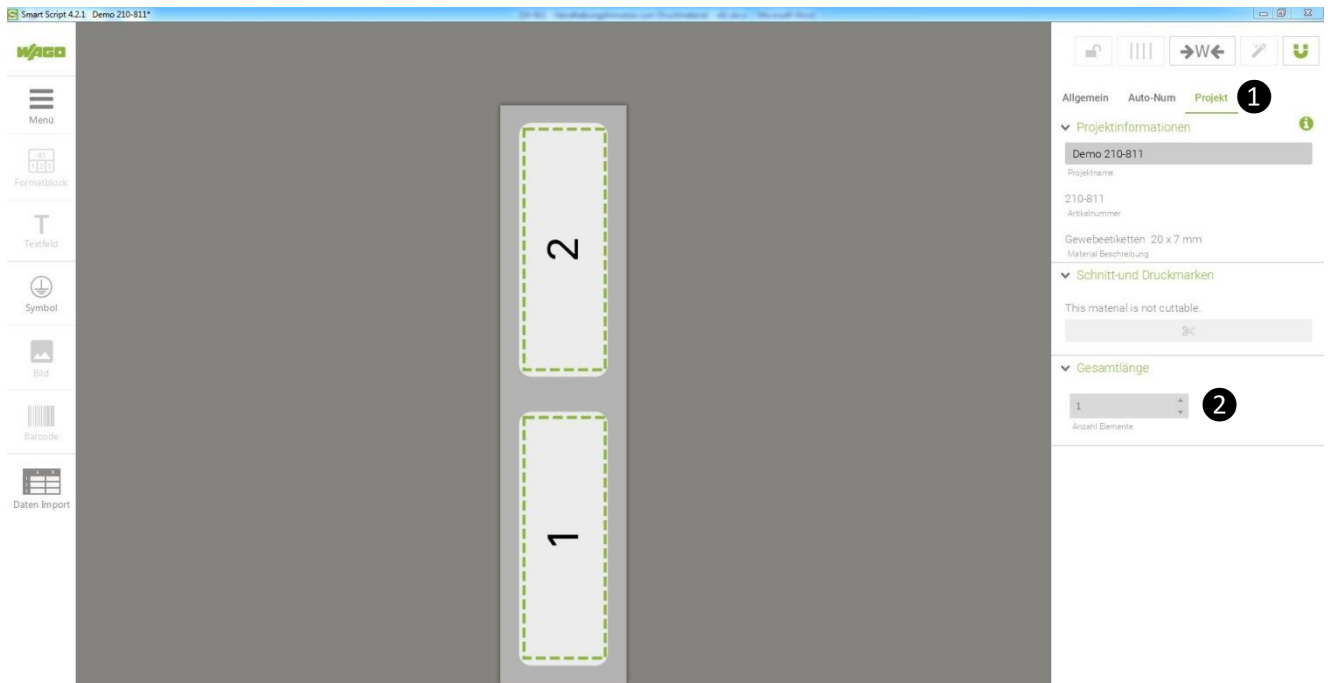 Smart Script 4.2.1 Demo 210-811*
WAGO
Menü
Formatblock
Textfeld
Symbol
Bild
Barcode
Daten Import
2
1
W
Allgemein Auto-Num Projekt 1
Projektinformationen
Demo 210-811
Projektname
210-811
Artikelnummer
Gewebeetiketten 20 x 7 mm
Material Beschreibung
Schnitt-und Druckmarken
This material is not cuttable.
Gesamtlänge
1 2
Anzahl Elemente